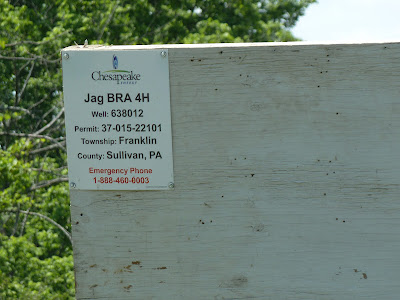 Chesapeake
ENERGY
Jag BRA 4H
Well: 638012
Permit: 37-015-22101
Township: Franklin
County: Sullivan, PA
Emergency Phone
1-888-460-0003